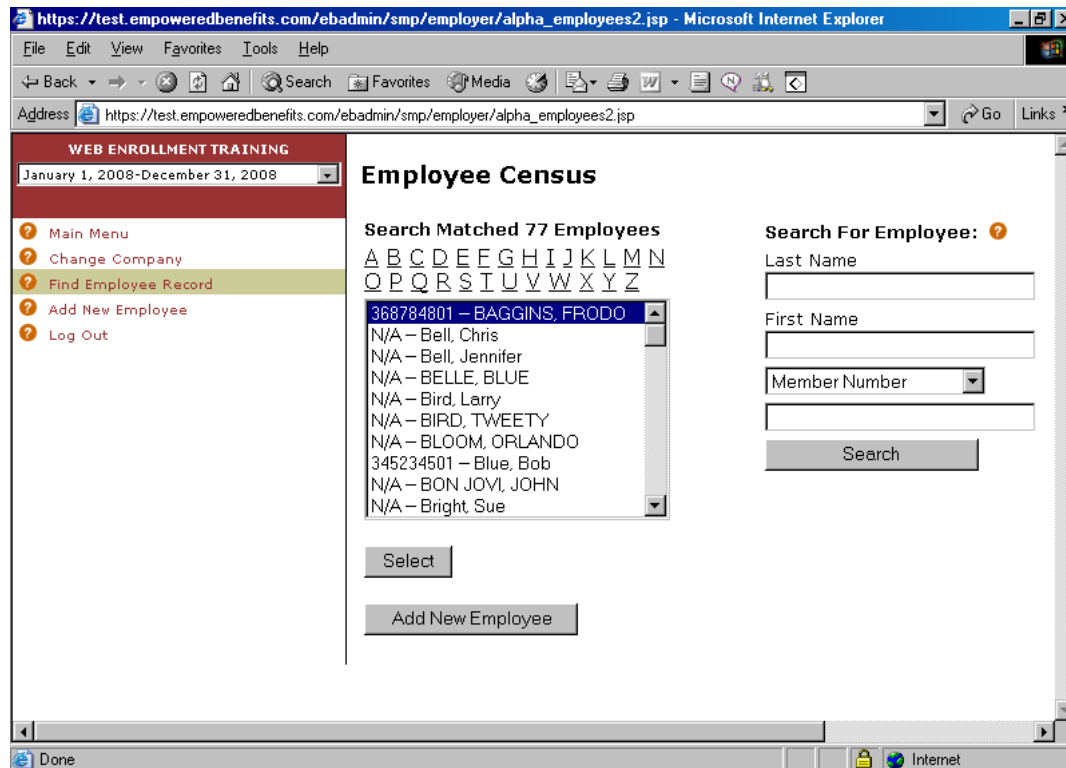 https://test.empoweredbenefits.com/ebadmin/smp/employer/alpha_employees2.jsp - Microsoft Internet Explorer
File Edit View Favorites Tools Help
Back Search Favorites Media
Address https://test.empoweredbenefits.com/ebadmin/smp/employer/alpha_employees2.jsp Go Links
WEB ENROLLMENT TRAINING
January 1, 2008-December 31, 2008
Main Menu
Change Company
Find Employee Record
Add New Employee
Log Out
Employee Census
Search Matched 77 Employees
A B C D E F G H I J K L M N
O P Q R S T U V W X Y Z
368784801 – BAGGINS, FRODO
N/A – Bell, Chris
N/A – Bell, Jennifer
N/A – BELLE, BLUE
N/A – Bird, Larry
N/A – BIRD, TWEETY
N/A – BLOOM, ORLANDO
345234501 – Blue, Bob
N/A – BON JOVI, JOHN
N/A – Bright, Sue
Select
Add New Employee
Search For Employee:
Last Name
First Name
Member Number
Search
Done Internet